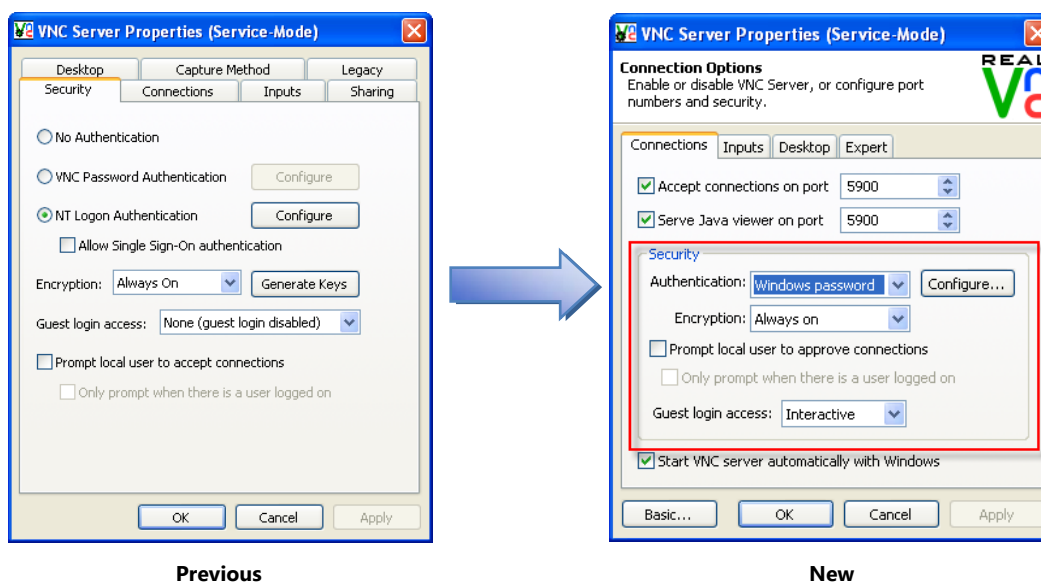 VNC Server Properties (Service-Mode)
Desktop Capture Method Legacy
Security Connections Inputs Sharing
No Authentication
VNC Password Authentication Configure
NT Logon Authentication Configure
Allow Single Sign-On authentication
Encryption: Always On Generate Keys
Guest login access: None (guest login disabled)
Prompt local user to accept connections
Only prompt when there is a user logged on
OK Cancel Apply
Previous
VNC Server Properties (Service-Mode)
Connection Options
Enable or disable VNC Server, or configure port
numbers and security.
REAL
VNC
Connections Inputs Desktop Expert
Accept connections on port 5900
Serve Java viewer on port 5900
Security
Authentication: Windows password Configure...
Encryption: Always on
Prompt local user to approve connections
Only prompt when there is a user logged on
Guest login access: Interactive
Start VNC server automatically with Windows
Basic... OK Cancel Apply
New